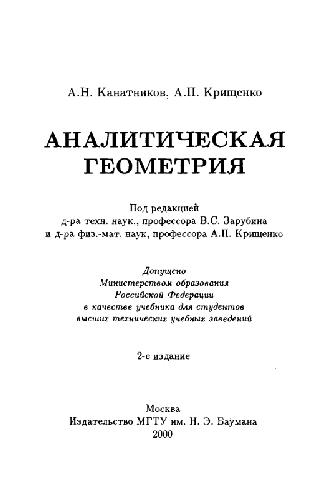 А.Н. Канатников, А.П. Крищенко
АНАЛИТИЧЕСКАЯ
ГЕОМЕТРИЯ
Под редакцией
д-ра техн. наук, профессора В.С. Зарубина
и д-ра физ.-мат. наук, профессора А.П. Крищенко
Допущено
Министерством образования
Российской Федерации
в качестве учебника для студентов
высших технических учебных заведений
2-е издание
Москва
Издательство МГТУ им. Н. Э. Баумана
2000